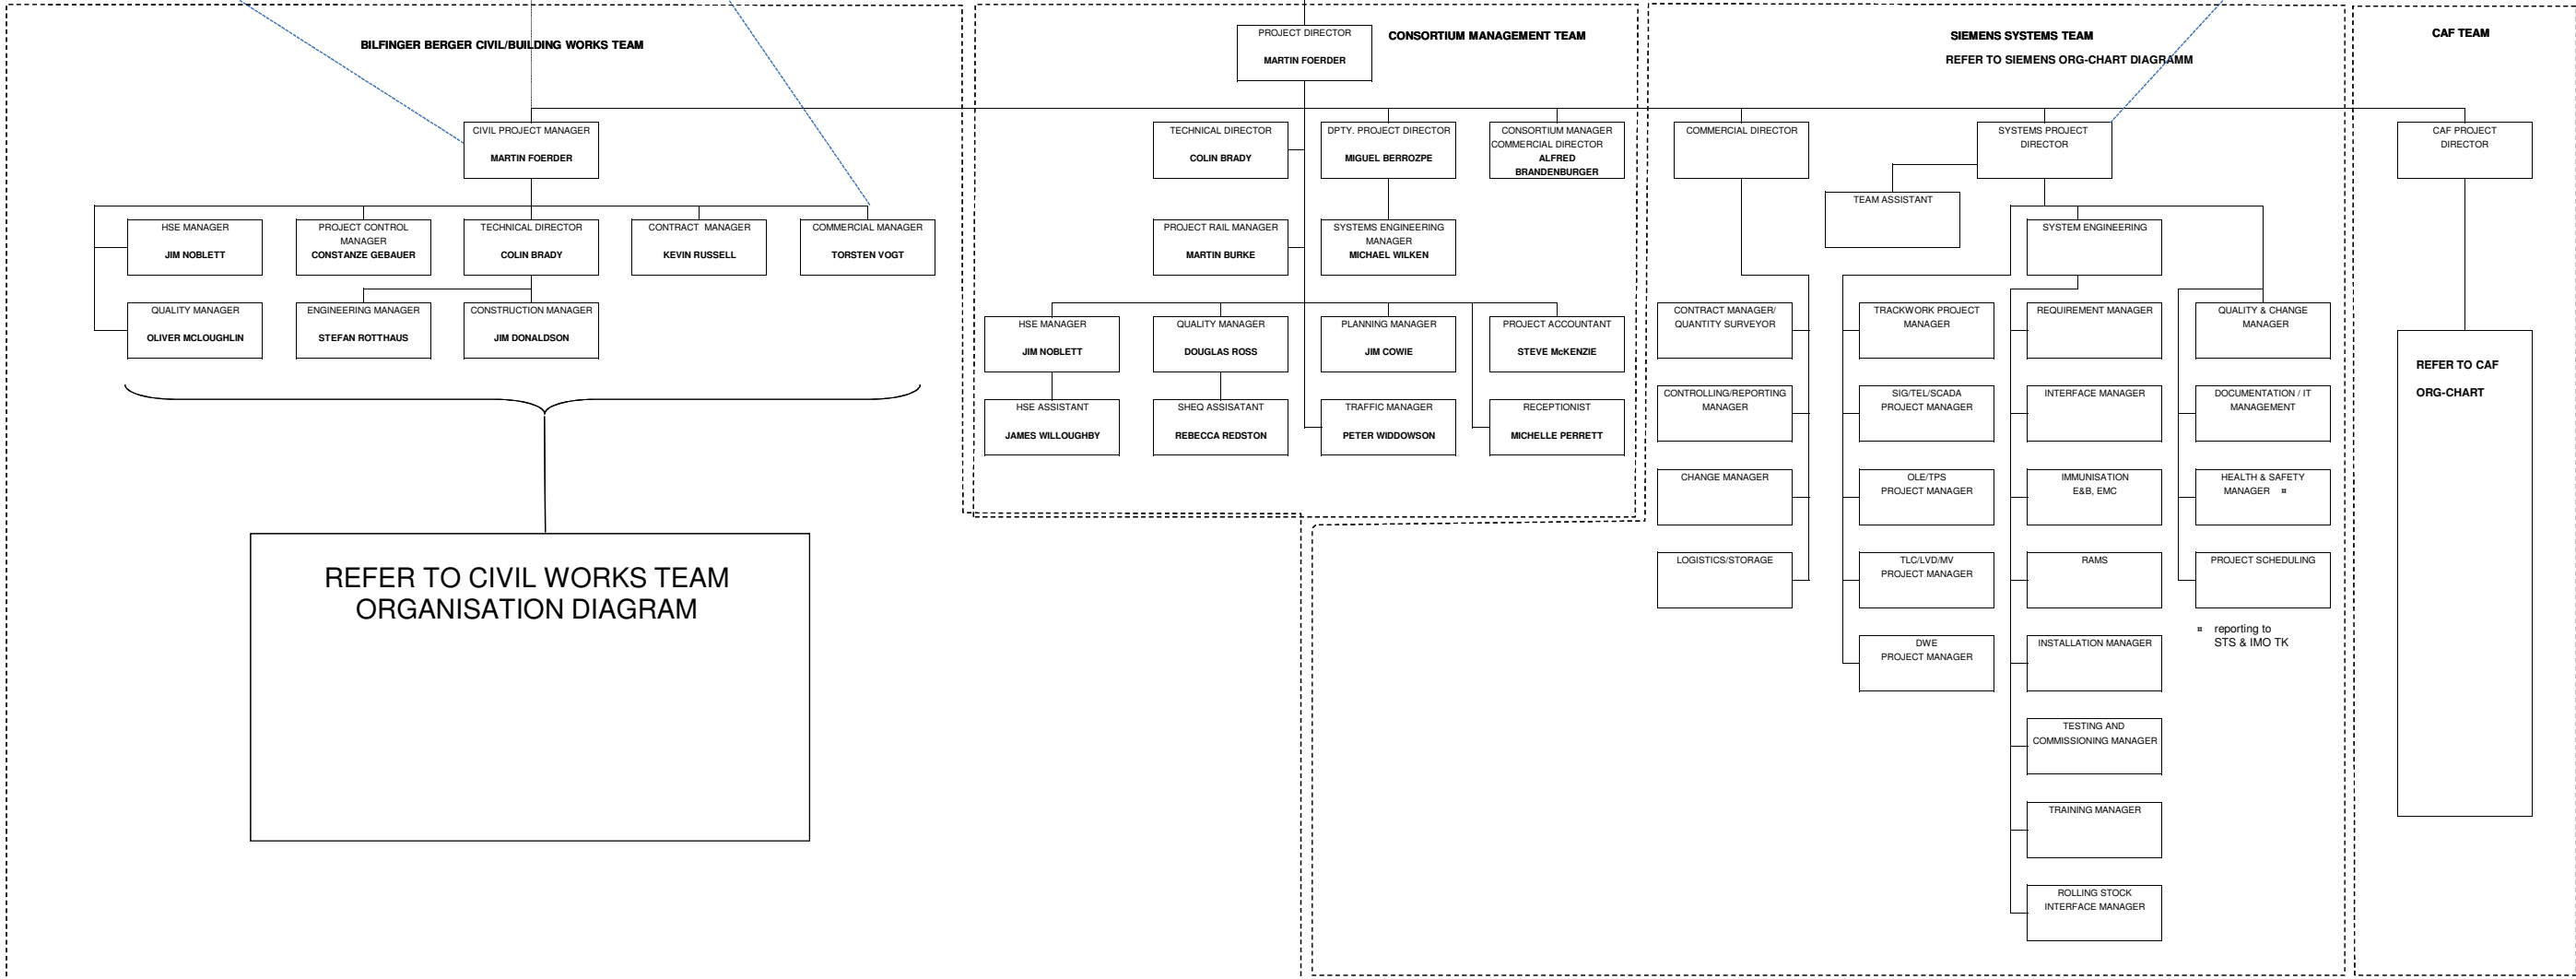 BILFINGER BERGER CIVIL/BUILDING WORKS TEAM
CIVIL PROJECT MANAGER
MARTIN FOERDER
HSE MANAGER
JIM NOBLETT
PROJECT CONTROL
MANAGER
CONSTANZE GEBAUER
TECHNICAL DIRECTOR
COLIN BRADY
CONTRACT MANAGER
KEVIN RUSSELL
COMMERCIAL MANAGER
TORSTEN VOGT
QUALITY MANAGER
OLIVER MCLOUGHLIN
ENGINEERING MANAGER
STEFAN ROTTHAUS
CONSTRUCTION MANAGER
JIM DONALDSON
REFER TO CIVIL WORKS TEAM
ORGANISATION DIAGRAM
PROJECT DIRECTOR
MARTIN FOERDER
CONSORTIUM MANAGEMENT TEAM
TECHNICAL DIRECTOR
COLIN BRADY
DPTY. PROJECT DIRECTOR
MIGUEL BERROZPE
CONSORTIUM MANAGER
COMMERCIAL DIRECTOR
ALFRED
BRANDENBURGER
PROJECT RAIL MANAGER
MARTIN BURKE
SYSTEMS ENGINEERING
MANAGER
MICHAEL WILKEN
HSE MANAGER
JIM NOBLETT
QUALITY MANAGER
DOUGLAS ROSS
PLANNING MANAGER
JIM COWIE
PROJECT ACCOUNTANT
STEVE McKENZIE
HSE ASSISTANT
JAMES WILLOUGHBY
SHEQ ASSISATANT
REBECCA REDSTON
TRAFFIC MANAGER
PETER WIDDOWSON
RECEPTIONIST
MICHELLE PERRETT
SIEMENS SYSTEMS TEAM
REFER TO SIEMENS ORG-CHART DIAGRAMM
COMMERCIAL DIRECTOR
SYSTEMS PROJECT
DIRECTOR
TEAM ASSISTANT
SYSTEM ENGINEERING
CONTRACT MANAGER/
QUANTITY SURVEYOR
CONTROLLING/REPORTING
MANAGER
CHANGE MANAGER
LOGISTICS/STORAGE
TRACKWORK PROJECT
MANAGER
SIG/TEL/SCADA
PROJECT MANAGER
OLE/TPS
PROJECT MANAGER
TLC/LVD/MV
PROJECT MANAGER
DWE
PROJECT MANAGER
REQUIREMENT MANAGER
INTERFACE MANAGER
IMMUNISATION
E&B, EMC
RAMS
INSTALLATION MANAGER
TESTING AND
COMMISSIONING MANAGER
TRAINING MANAGER
ROLLING STOCK
INTERFACE MANAGER
QUALITY & CHANGE
MANAGER
DOCUMENTATION / IT
MANAGEMENT
HEALTH & SAFETY
MANAGER ¤
PROJECT SCHEDULING
¤ reporting to
STS & IMO TK
CAF TEAM
CAF PROJECT
DIRECTOR
REFER TO CAF
ORG-CHART